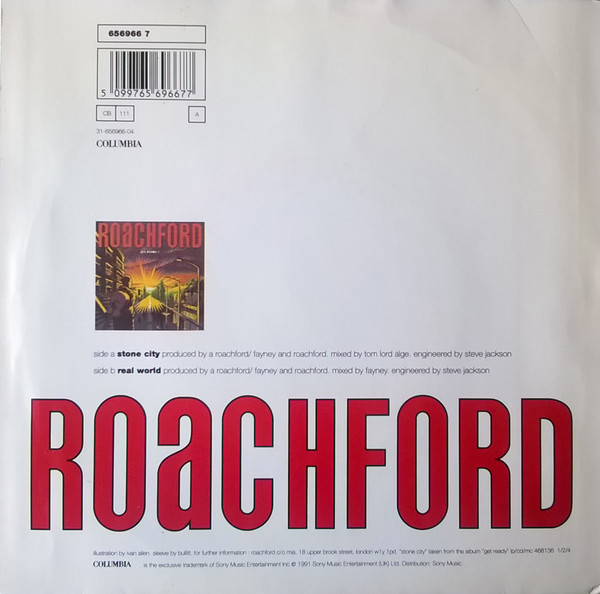 656966 7
5 099765 696677
CB 111 A
31-656966-04
COLUMBIA
ROaCHFORD
side a stone city produced by a roachford/ fayney and roachford. mixed by tom lord alge. engineered by steve jackson
side b real world produced by a roachford/ fayney and roachford. mixed by fayney. engineered by steve jackson
ROaCHFORD
illustration by ivan allen. sleeve by bullitt. for further information : roachford c/o mia, 18 upper brook street, london w1y 1pd. "stone city" taken from the album "get ready" lp/cd/mc 468136 1/2/4
COLUMBIA is the exclusive trademark of Sony Music Entertainment Inc ℗ 1991 Sony Music Entertainment (UK) Ltd. Distribution: Sony Music